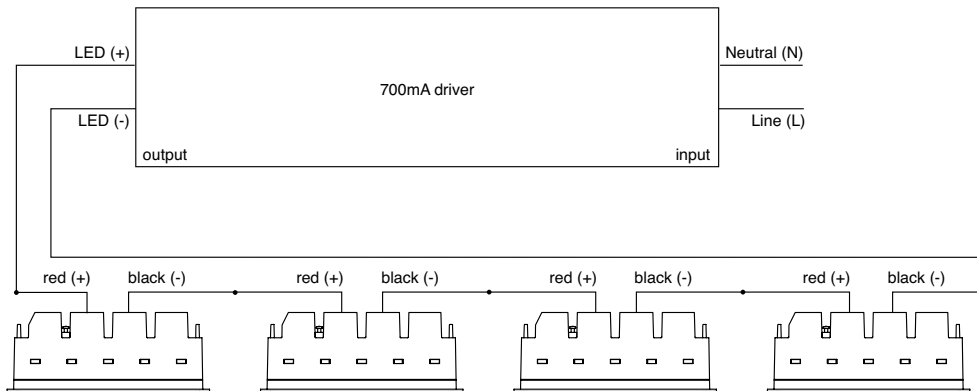 LED (+)
Neutral (N)
700mA driver
LED (-)
Line (L)
output
input
red (+)
black (-)
red (+)
black (-)
red (+)
black (-)
red (+)
black (-)